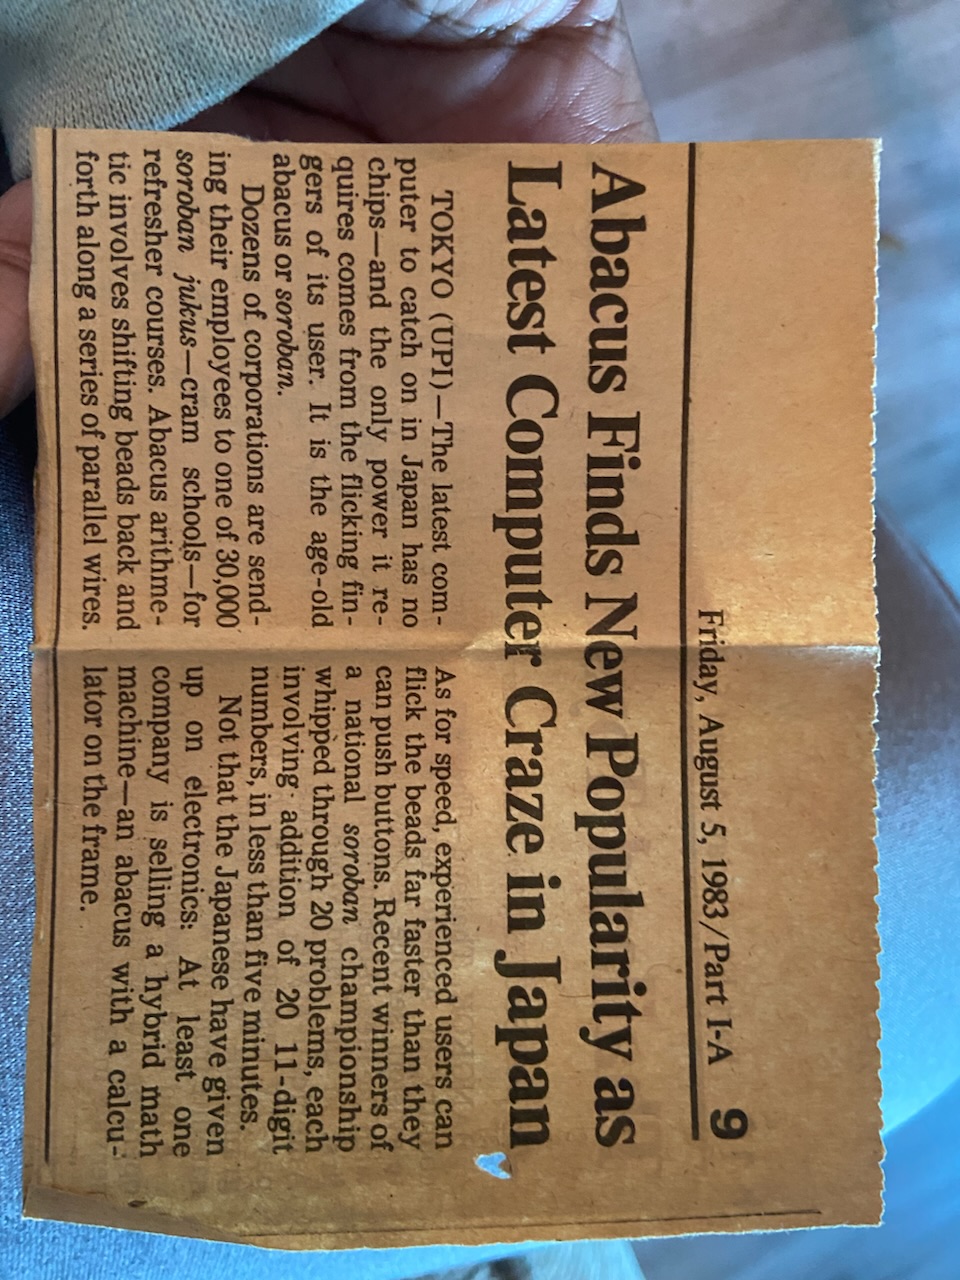 Friday, August 5, 1983/Part I-A 9
Abacus Finds New Popularity as
Latest Computer Craze in Japan
TOKYO (UPI)—The latest com-
puter to catch on in Japan has no
chips—and the only power it re-
quires comes from the flicking fin-
gers of its user. It is the age-old
abacus or soroban.
Dozens of corporations are send-
ing their employees to one of 30,000
soroban jukus—cram schools—for
refresher courses. Abacus arithme-
tic involves shifting beads back and
forth along a series of parallel wires.
As for speed, experienced users can
flick the beads far faster than they
can push buttons. Recent winners of
a national soroban championship
whipped through 20 problems, each
involving addition of 20 11-digit
numbers, in less than five minutes.
Not that the Japanese have given
up on electronics: At least one
company is selling a hybrid math
machine—an abacus with a calcu-
lator on the frame.